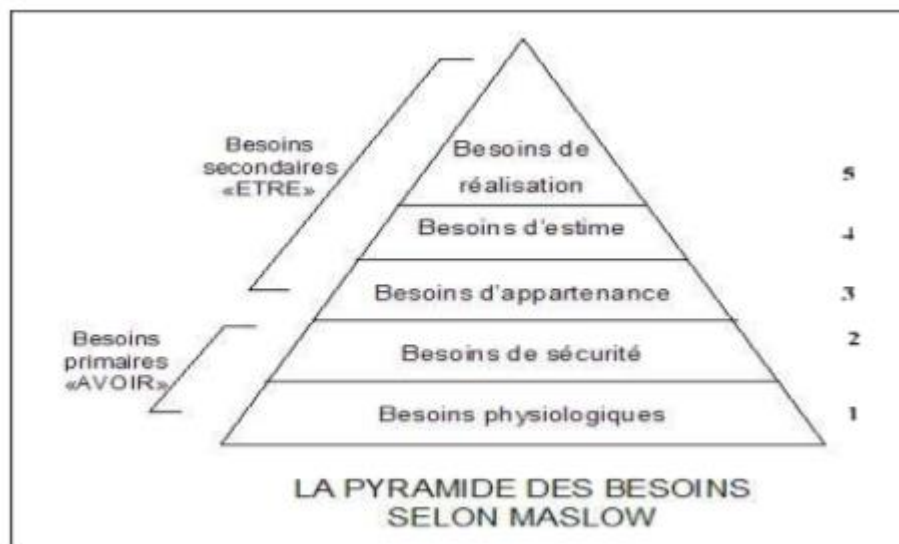 Besoins
secondaires
«ETRE»
Besoins de
réalisation
5
Besoins d'estime
4
Besoins d'appartenance
3
Besoins
primaires
«AVOIR»
Besoins de sécurité
2
Besoins physiologiques
1
LA PYRAMIDE DES BESOINS
SELON MASLOW